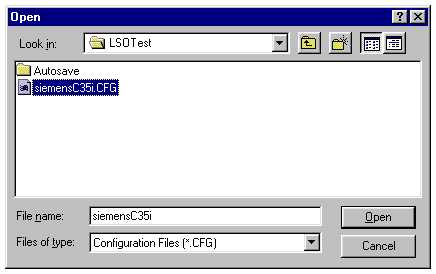 Open
Look in: LSOTest
Autosave
siemensC35i.CFG
File name: siemensC35i Open
Files of type: Configuration Files (*.CFG) Cancel